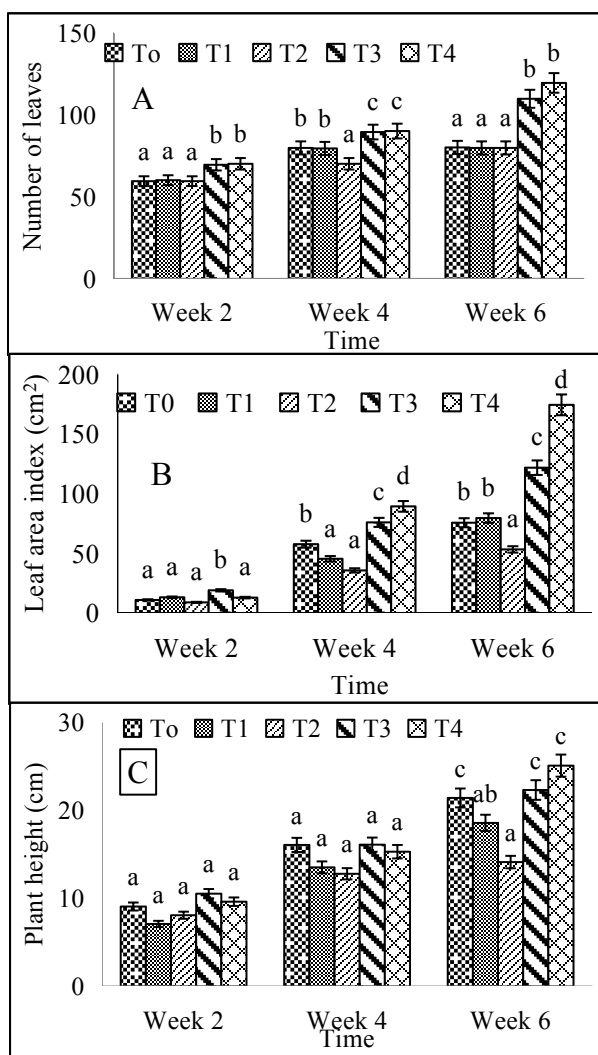 150
To T1 T2 T3 T4
A
b
b
c c
b b
a a a
b b
a
a a a
100
50
0
Number of leaves
Week 2 Week 4 Week 6
Time
200
T0 T1 T2 T3 T4
d
B
c
d
c
b b
b
a
a
a
a a a b a
150
100
50
0
Leaf area index (cm²)
Week 2 Week 4 Week 6
Time
30
To T1 T2 T3 T4
C
c
c
c
ab
a
a a a a a
a a a a a
20
10
0
Plant height (cm)
Week 2 Week 4 Week 6
Time